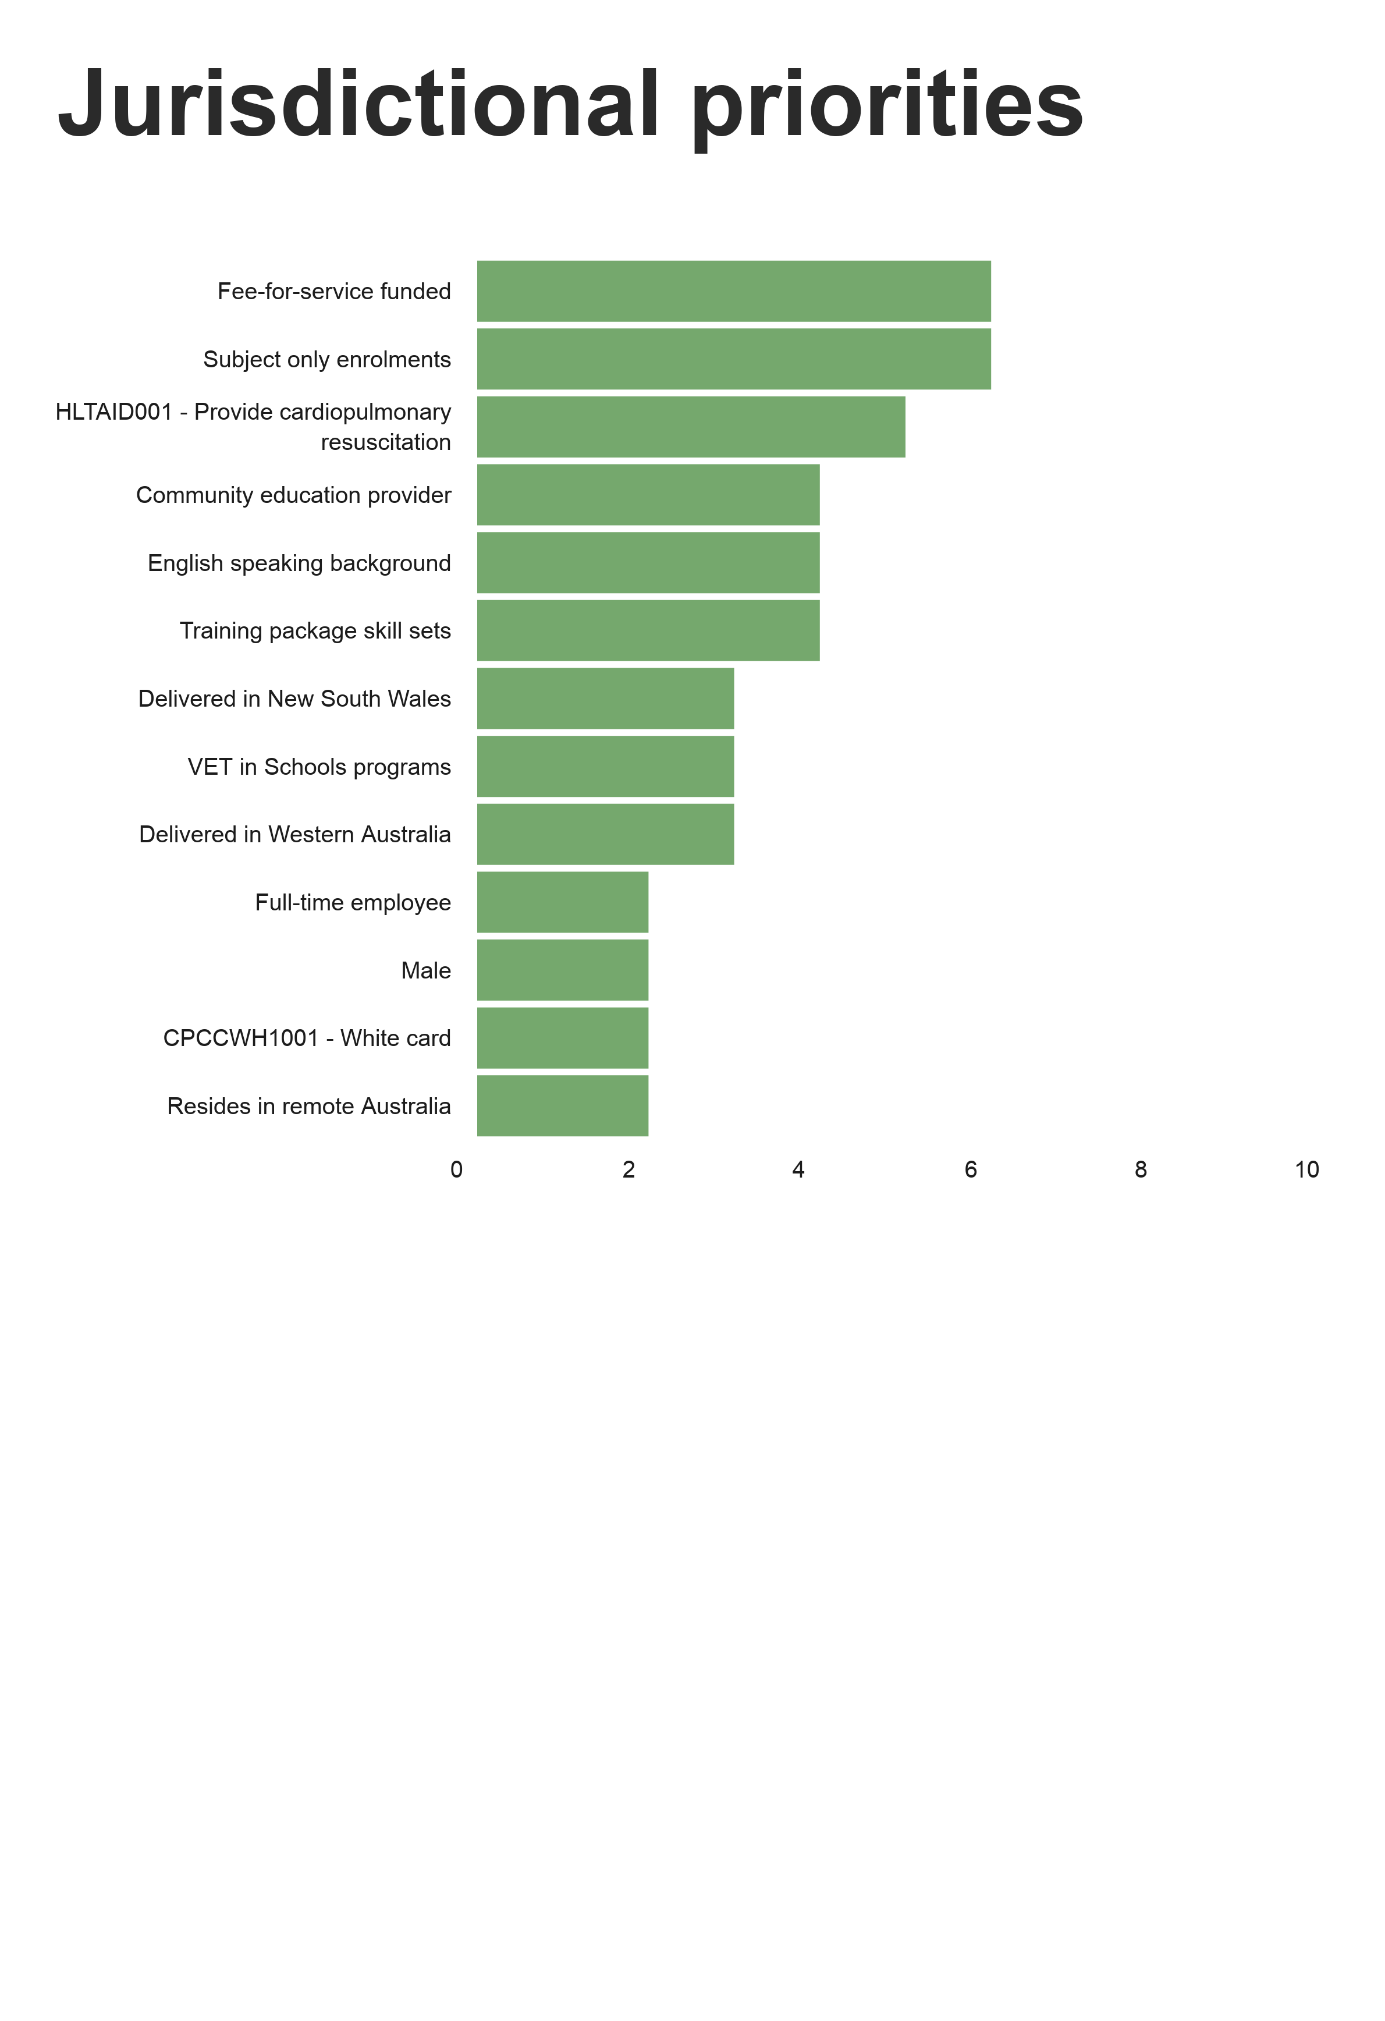 Jurisdictional priorities
Fee-for-service funded
Subject only enrolments
HLTAID001 - Provide cardiopulmonary
resuscitation
Community education provider
English speaking background
Training package skill sets
Delivered in New South Wales
VET in Schools programs
Delivered in Western Australia
Full-time employee
Male
CPCCWH1001 - White card
Resides in remote Australia
0 2 4 6 8 10